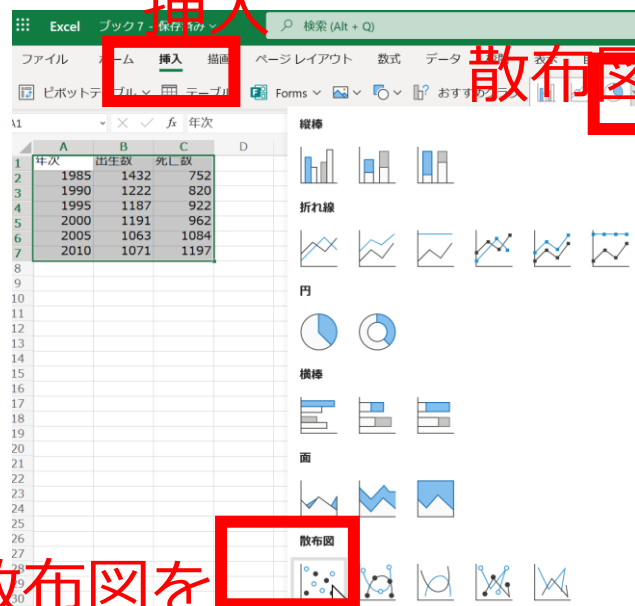 挿入
Excel ブック 7 - 保存済み 検索 (Alt + Q)
ファイル ホーム 挿入 描画 ページ レイアウト 数式 データ 表示
散布図
ピボットテーブル テーブル Forms おすすめ
A1 fx 年次
A B C D
1 年次 出生数 死亡数
2 1985 1432 752
3 1990 1222 820
4 1995 1187 922
5 2000 1191 962
6 2005 1063 1084
7 2010 1071 1197
8
9
10
11
12
13
14
15
16
17
18
19
20
21
22
23
24
25
26
27
28
29
30
縦棒
折れ線
円
横棒
面
散布図
散布図を